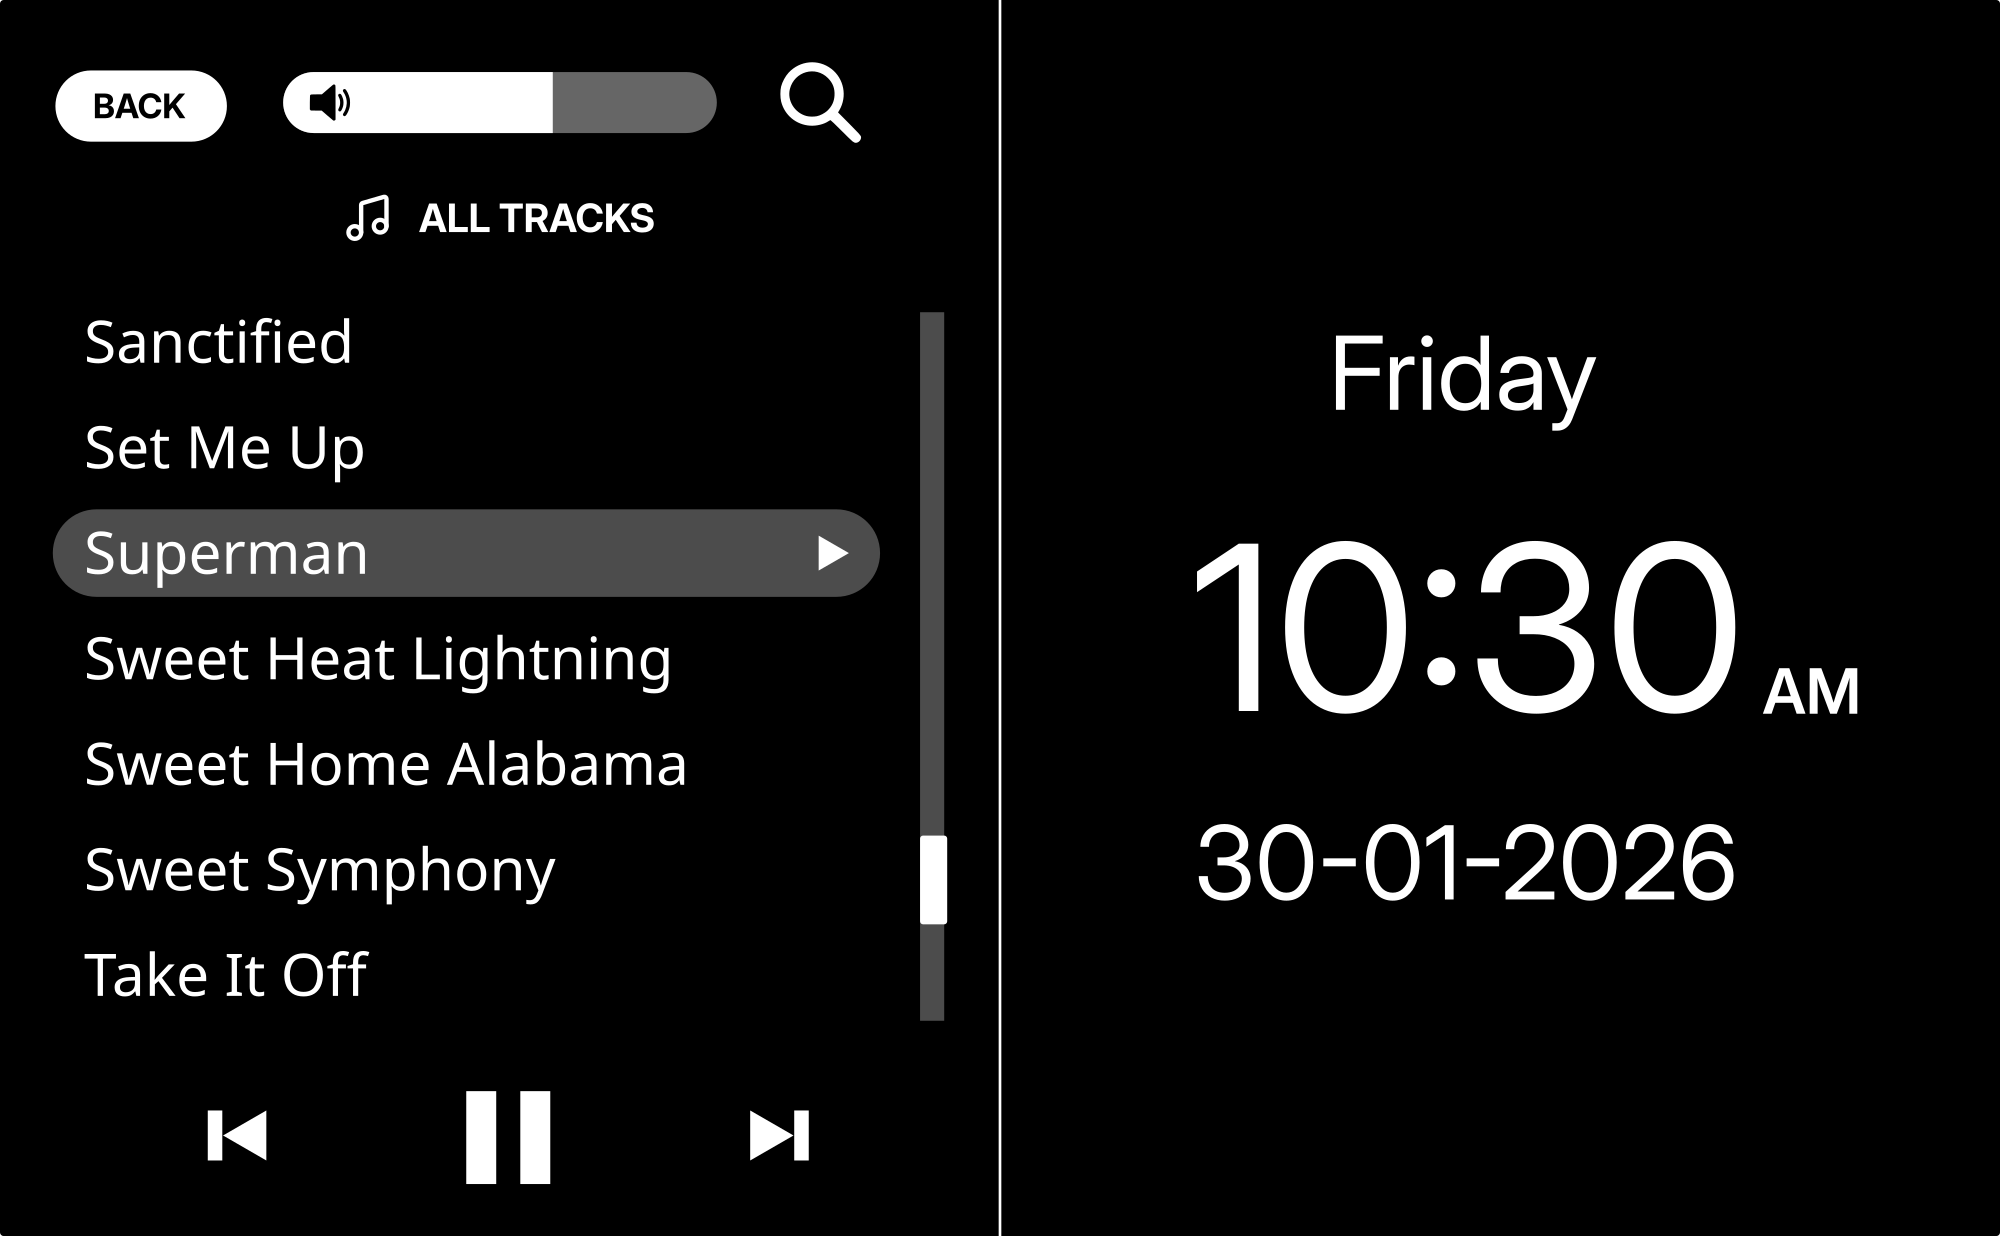 BACK
ALL TRACKS
Sanctified
Set Me Up
Superman
Sweet Heat Lightning
Sweet Home Alabama
Sweet Symphony
Take It Off
Friday
10:30 AM
30-01-2026